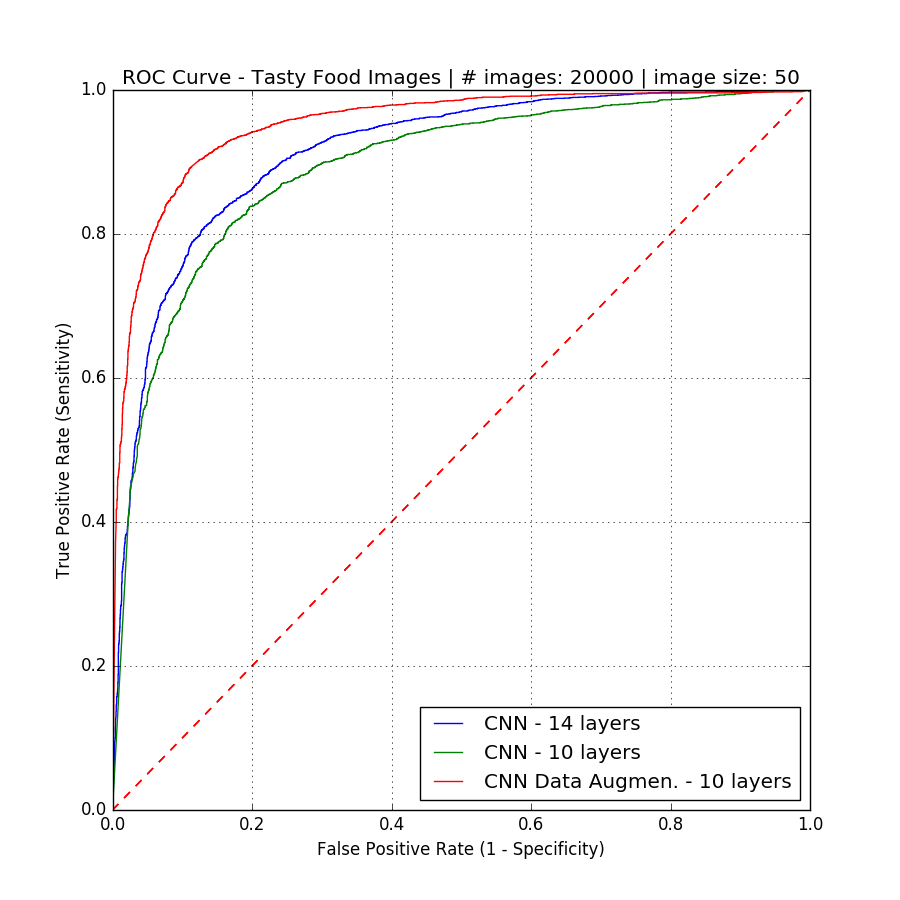 ROC Curve - Tasty Food Images | # images: 20000 | image size: 50
1.0
0.8
0.6
0.4
0.2
0.0
True Positive Rate (Sensitivity)
CNN - 14 layers
CNN - 10 layers
CNN Data Augmen. - 10 layers
0.0 0.2 0.4 0.6 0.8 1.0
False Positive Rate (1 - Specificity)